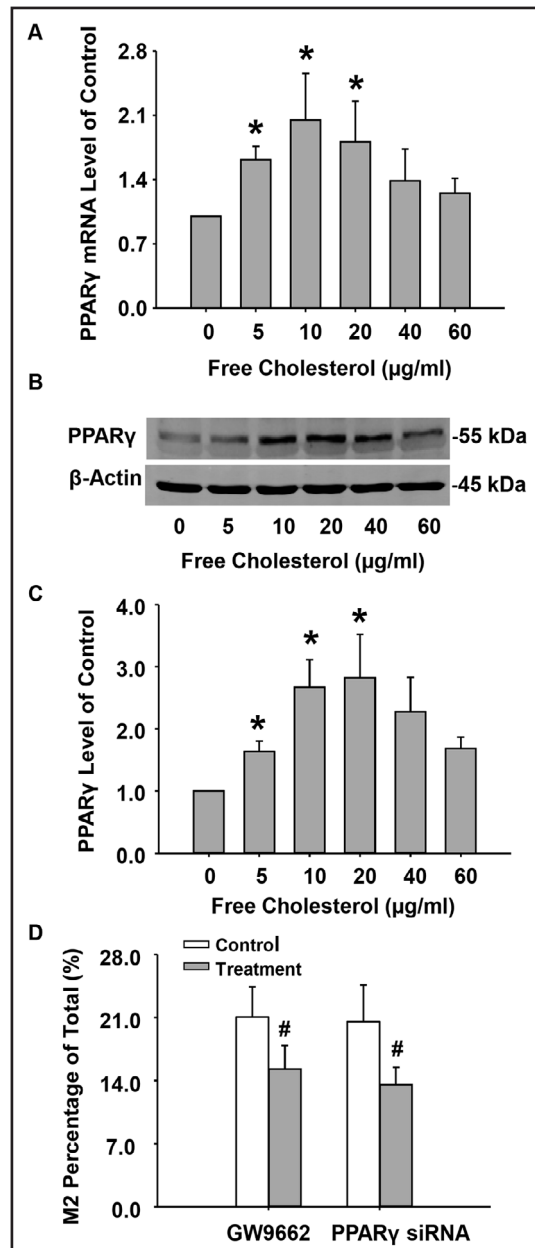 A
PPARγ mRNA Level of Control
2.8
2.1
1.4
0.7
0.0
* * *
0 5 10 20 40 60
Free Cholesterol (µg/ml)
B
PPARγ -55 kDa
β-Actin -45 kDa
0 5 10 20 40 60
Free Cholesterol (µg/ml)
C
PPARγ Level of Control
4.0
3.0
2.0
1.0
0.0
* * *
0 5 10 20 40 60
Free Cholesterol (µg/ml)
D
M2 Percentage of Total (%)
28.0
21.0
14.0
7.0
0.0
Control
Treatment
# #
GW9662 PPARγ siRNA